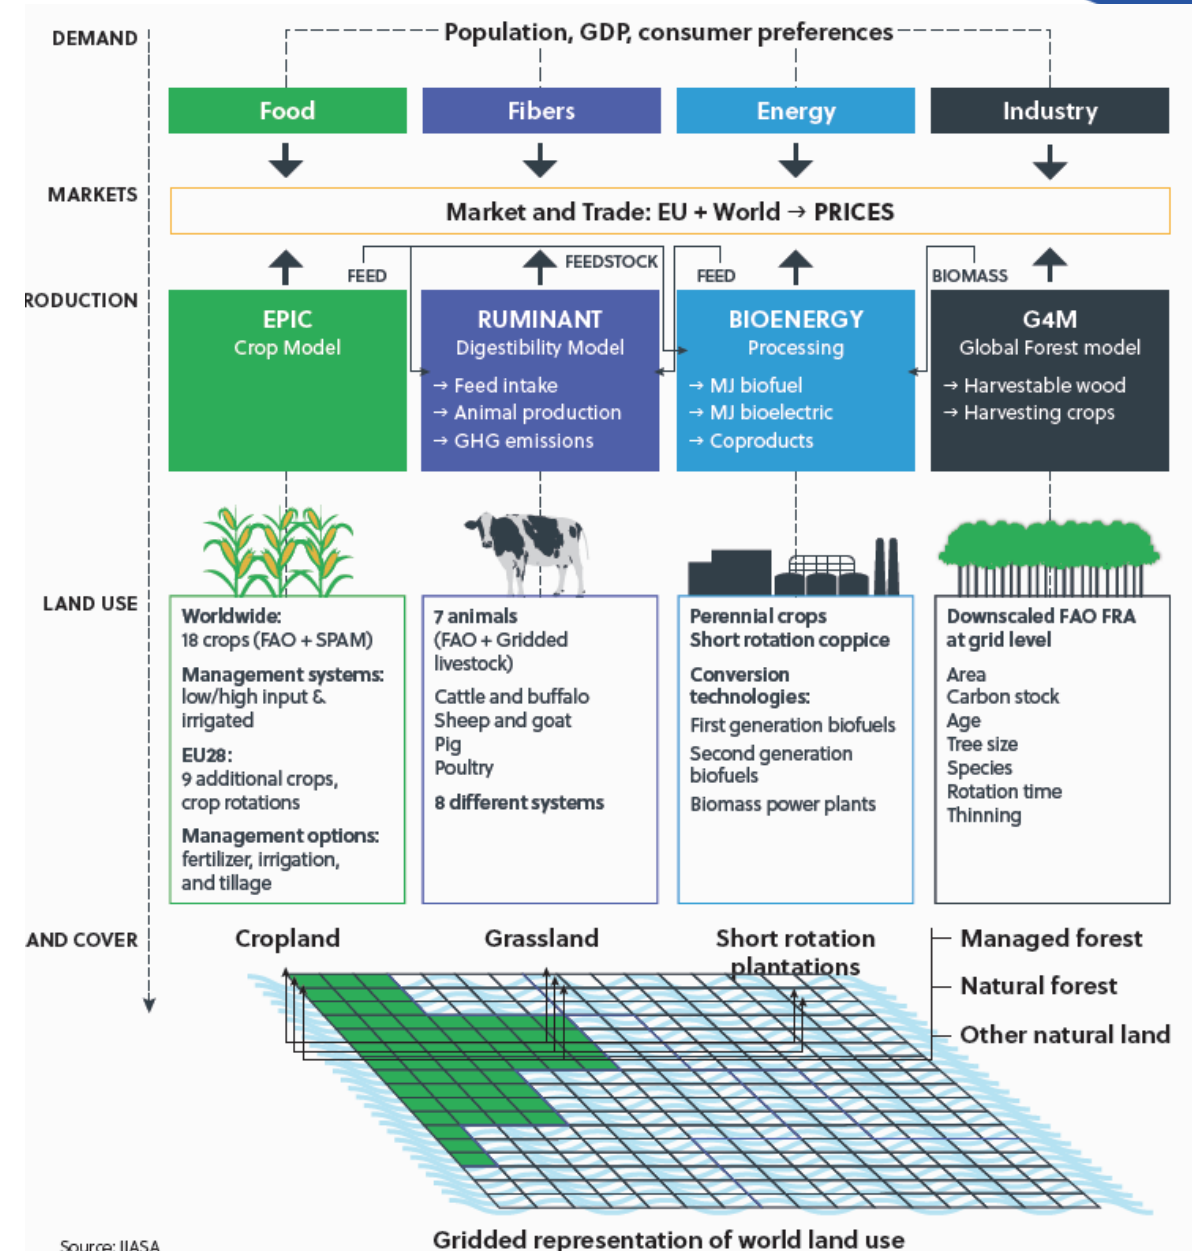 DEMAND
Population, GDP, consumer preferences
Food
Fibers
Energy
Industry
MARKETS
Market and Trade: EU + World → PRICES
FEED
FEEDSTOCK
FEED
BIOMASS
RODUCTION
EPIC
Crop Model
RUMINANT
Digestibility Model
→ Feed intake
→ Animal production
→ GHG emissions
BIOENERGY
Processing
→ MJ biofuel
→ MJ bioelectric
→ Coproducts
G4M
Global Forest model
→ Harvestable wood
→ Harvesting crops
LAND USE
Worldwide:
18 crops (FAO + SPAM)
Management systems:
low/high input &
irrigated
EU28:
9 additional crops,
crop rotations
Management options:
fertilizer, irrigation,
and tillage
7 animals
(FAO + Gridded
livestock)
Cattle and buffalo
Sheep and goat
Pig
Poultry
8 different systems
Perennial crops
Short rotation coppice
Conversion
technologies:
First generation biofuels
Second generation
biofuels
Biomass power plants
Downscaled FAO FRA
at grid level
Area
Carbon stock
Age
Tree size
Species
Rotation time
Thinning
AND COVER
Cropland
Grassland
Short rotation
plantations
Managed forest
Natural forest
Other natural land
Gridded representation of world land use
Source: IIASA